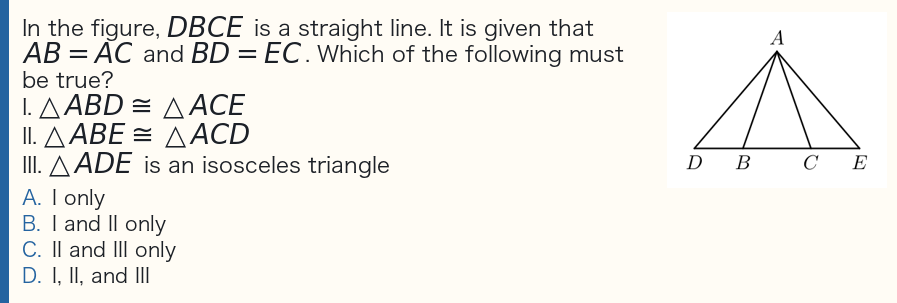 In the figure, DBCE is a straight line. It is given that
AB = AC and BD = EC. Which of the following must
be true?
I. △ABD ≅ △ACE
II. △ABE ≅ △ACD
III. △ADE is an isosceles triangle
A. I only
B. I and II only
C. II and III only
D. I, II, and III
A
D B C E